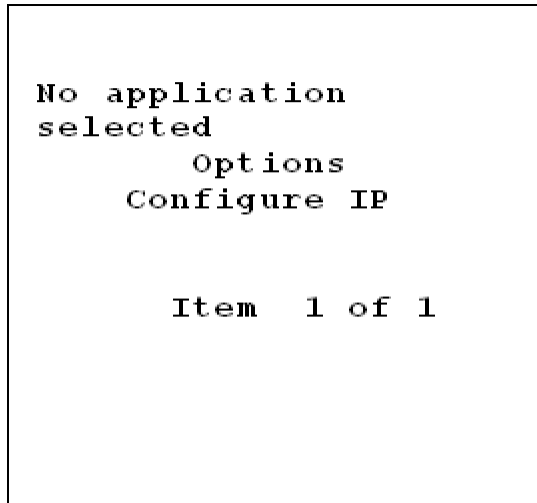 No application
selected
Options
Configure IP
Item 1 of 1